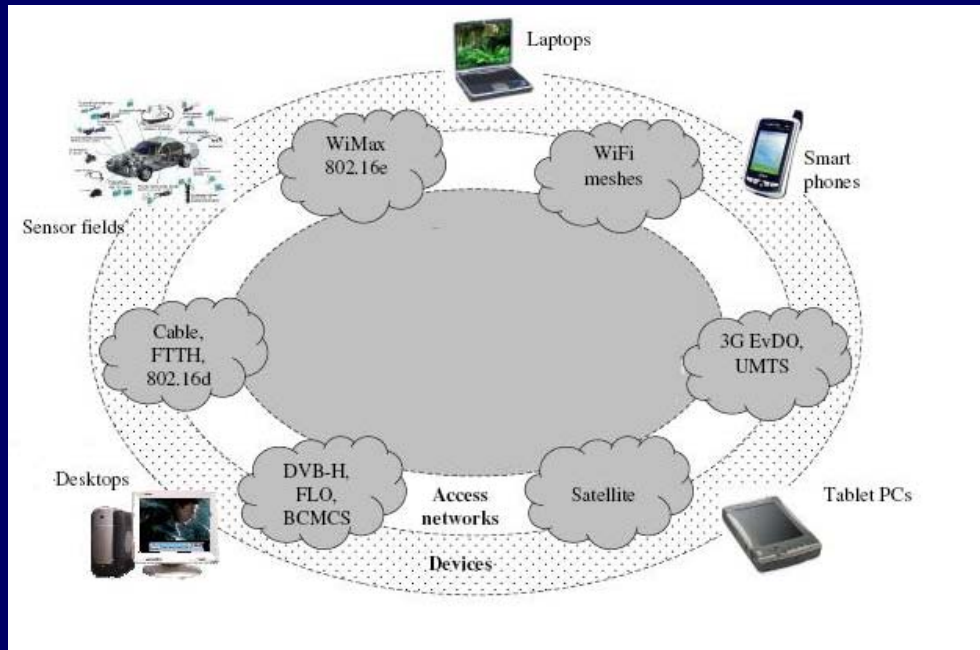 Laptops
WiMax
802.16e
WiFi
meshes
Smart
phones
Sensor fields
Cable,
FTTH,
802.16d
3G EvDO,
UMTS
Desktops
DVB-H,
FLO,
BCMCS
Access
networks
Satellite
Tablet PCs
Devices